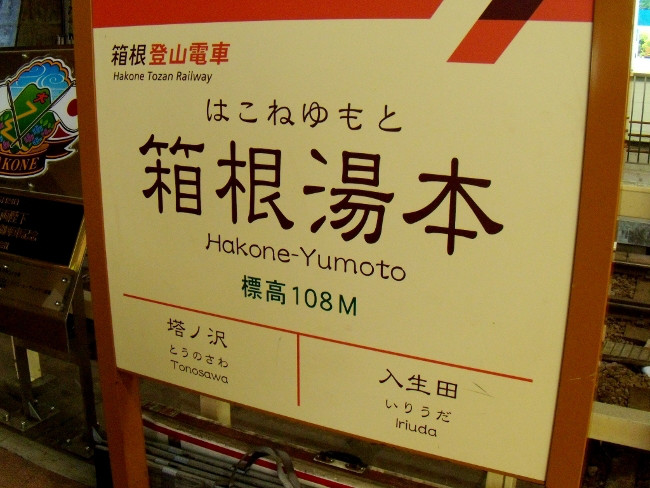 箱根登山電車
Hakone Tozan Railway
はこねゆもと
箱根湯本
Hakone-Yumoto
標高108M
塔ノ沢
とうのさわ
Tonosawa
入生田
いりうだ
Iriuda
HAKONE